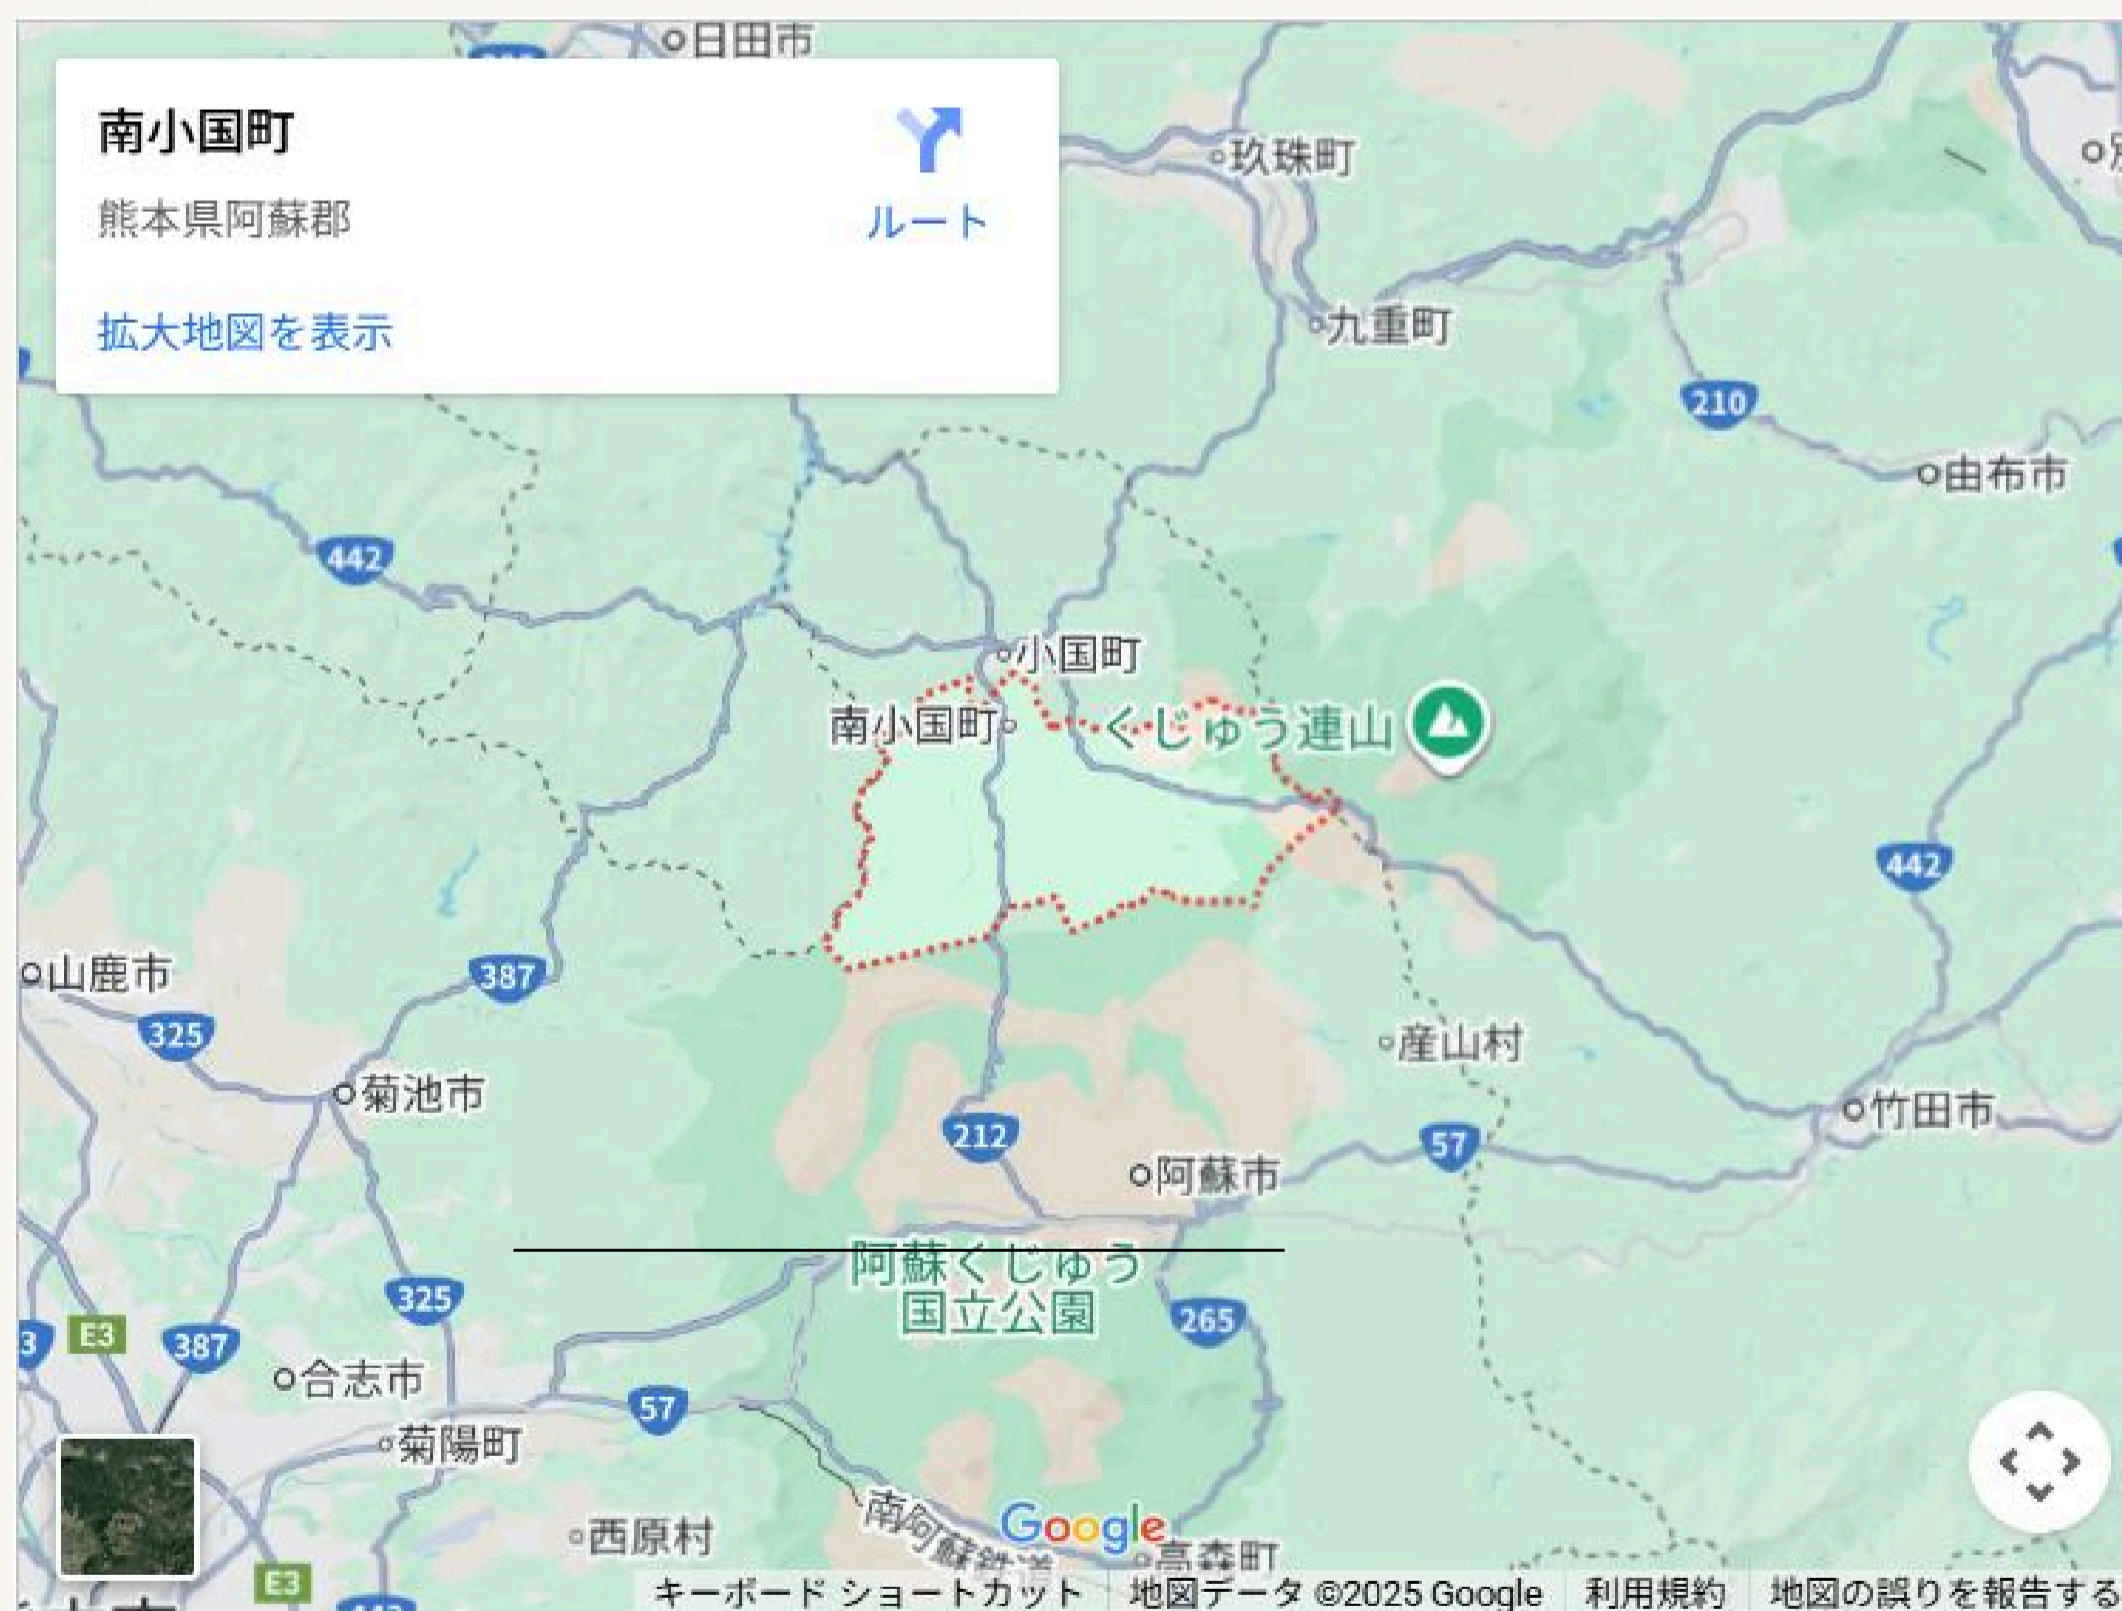 日田市
南小国町
熊本県阿蘇郡
ルート
拡大地図を表示
玖珠町
九重町
210
由布市
442
小国町
南小国町
くじゅう連山
442
山鹿市
387
325
産山村
菊池市
212
竹田市
57
阿蘇市
阿蘇くじゅう
国立公園
325
265
E3
3
387
合志市
57
菊陽町
南阿蘇鉄道
Google
西原村
高森町
E3
キーボード ショートカット
地図データ ©2025 Google
利用規約
地図の誤りを報告する